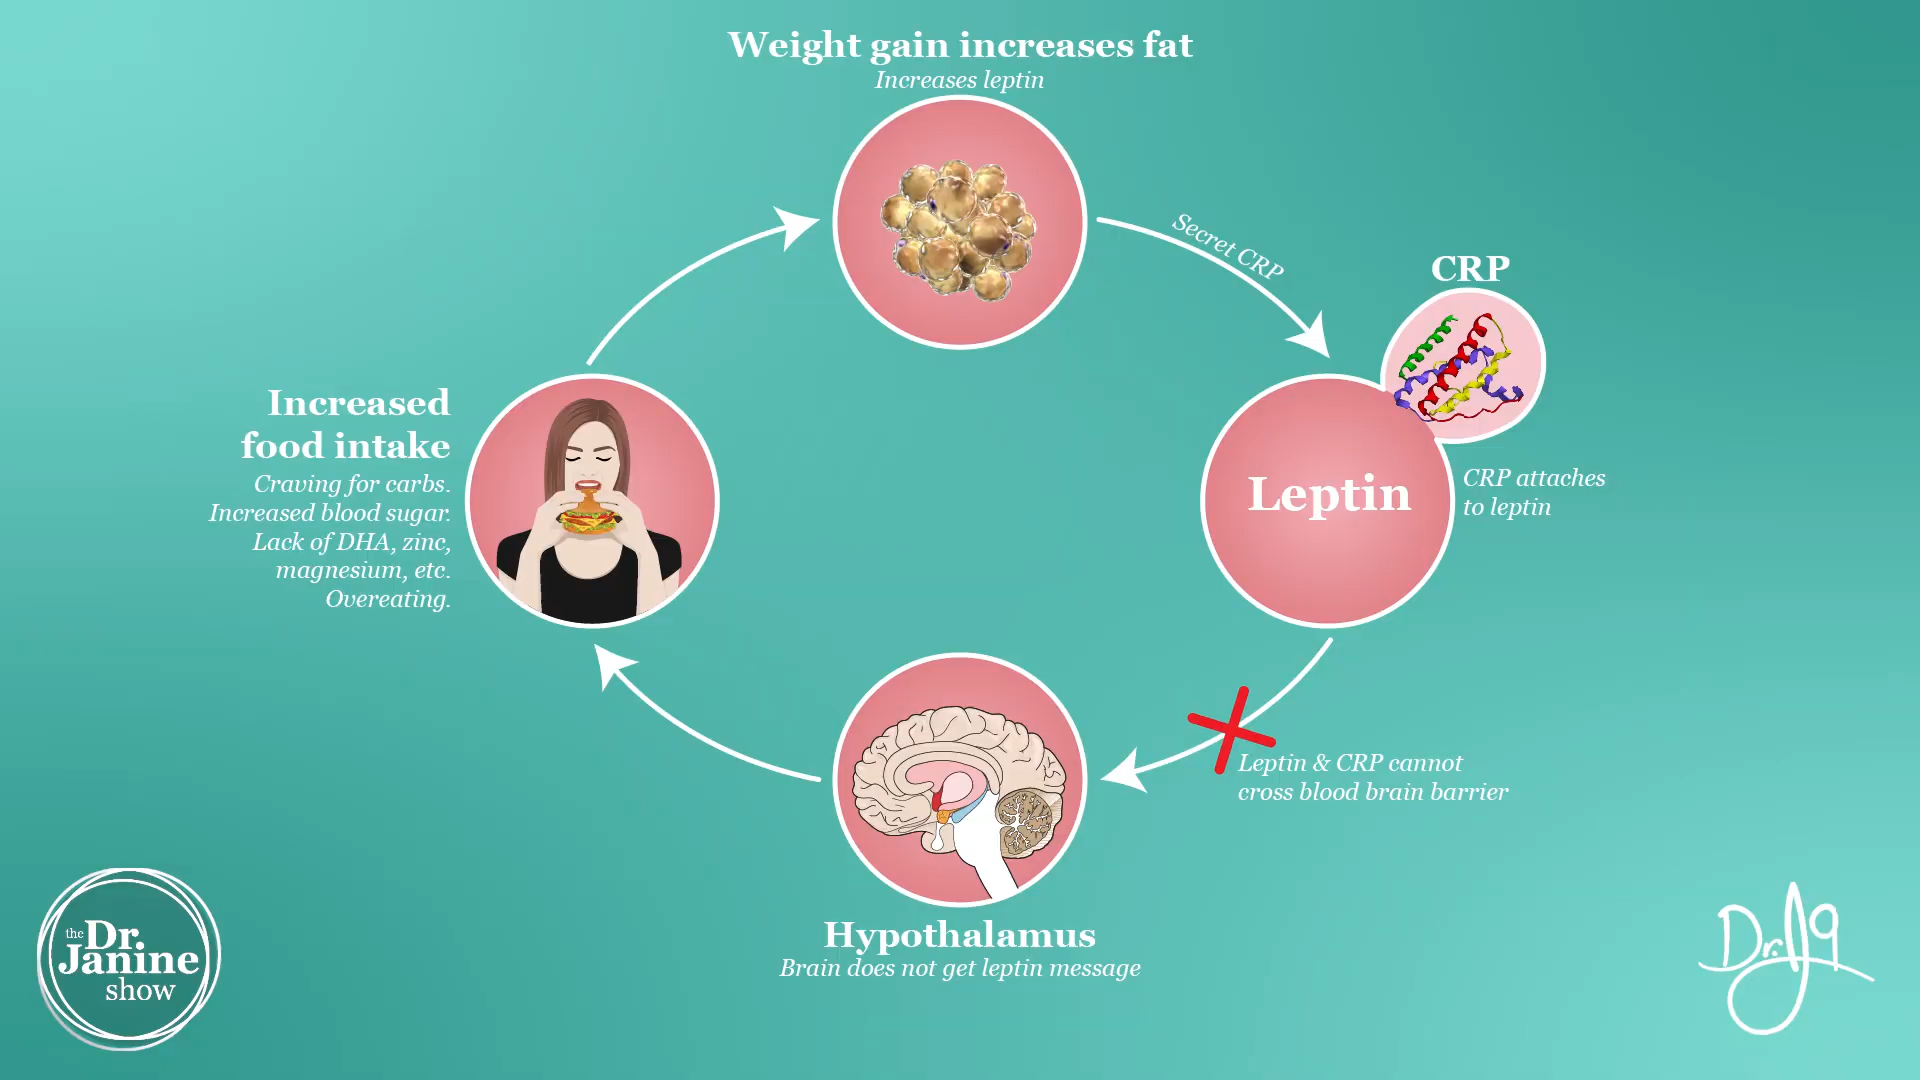 Weight gain increases fat
Increases leptin
Secret CRP
CRP
Leptin
CRP attaches
to leptin
Leptin & CRP cannot
cross blood brain barrier
Hypothalamus
Brain does not get leptin message
Increased
food intake
Craving for carbs.
Increased blood sugar.
Lack of DHA, zinc,
magnesium, etc.
Overeating.
the Dr.
Janine
show